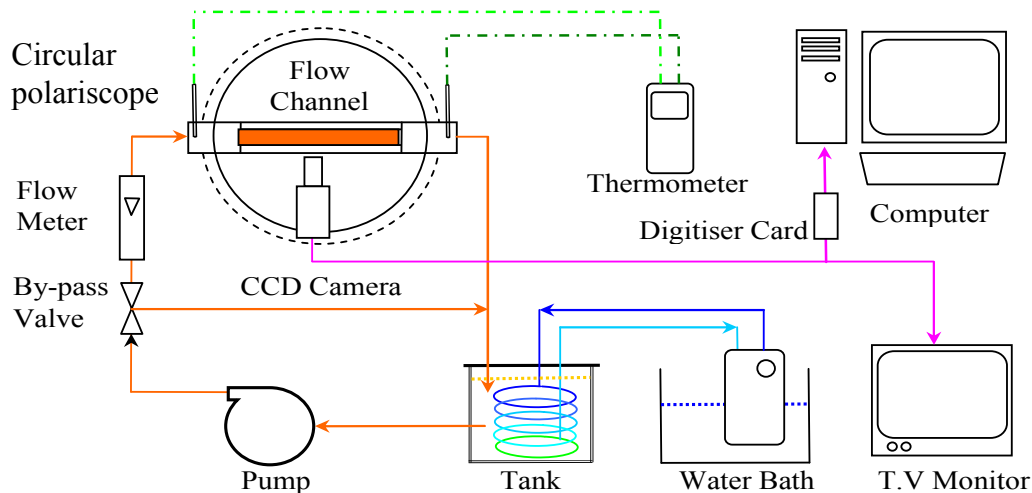 Circular
polariscope
Flow
Channel
Thermometer
Flow
Meter
Digitiser Card
Computer
By-pass
Valve
CCD Camera
Pump
Tank
Water Bath
T.V Monitor